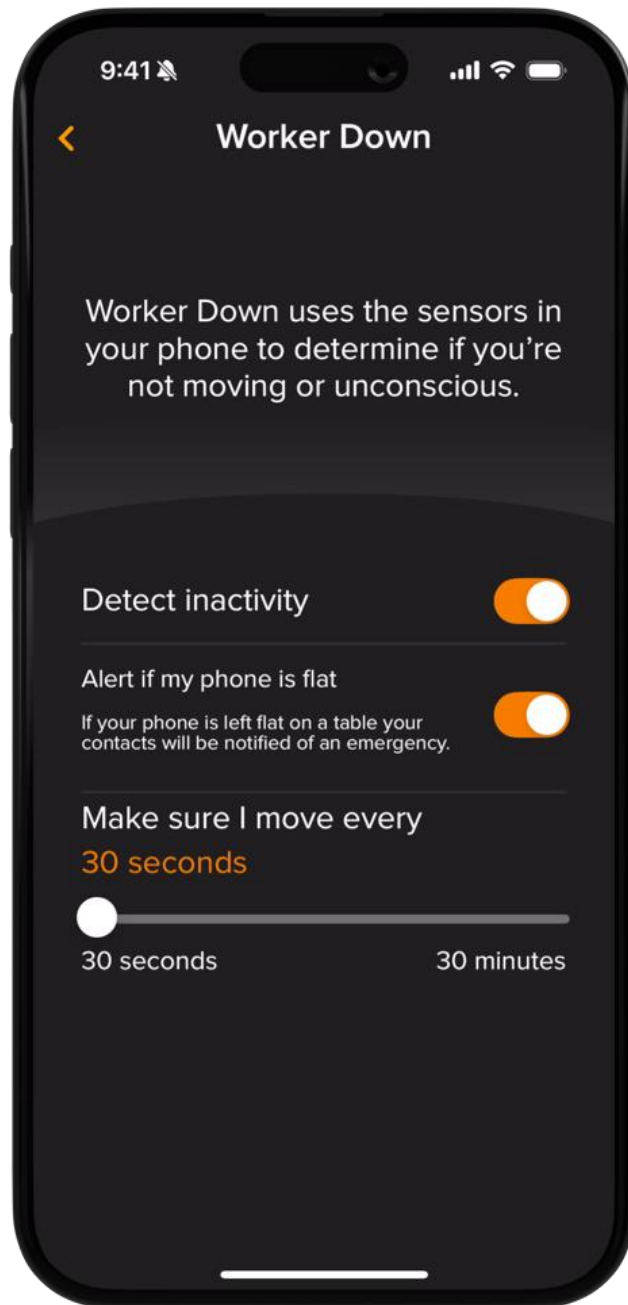 9:41
Worker Down
Worker Down uses the sensors in
your phone to determine if you’re
not moving or unconscious.
Detect inactivity
Alert if my phone is flat
If your phone is left flat on a table your
contacts will be notified of an emergency.
Make sure I move every
30 seconds
30 seconds 30 minutes